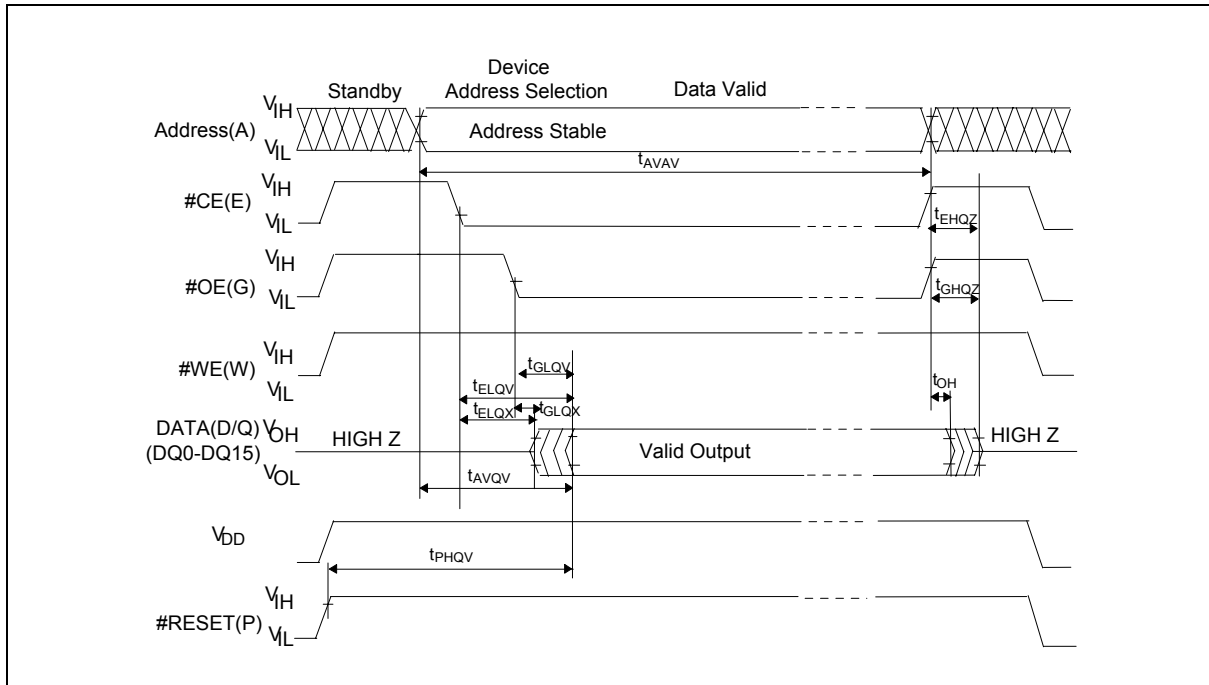 Device
Standby Address Selection Data Valid
VIH
Address(A) Address Stable
VIL
tAVAV
VIH
#CE(E)
VIL tEHQZ
VIH
#OE(G)
VIL tGHQZ
VIH
#WE(W) tGLQV
VIL tELQV tOH
tELQX tGLQX
DATA(D/Q) VOH HIGH Z HIGH Z
(DQ0-DQ15) Valid Output
VOL tAVQV
VDD
tPHQV
VIH
#RESET(P)
VIL